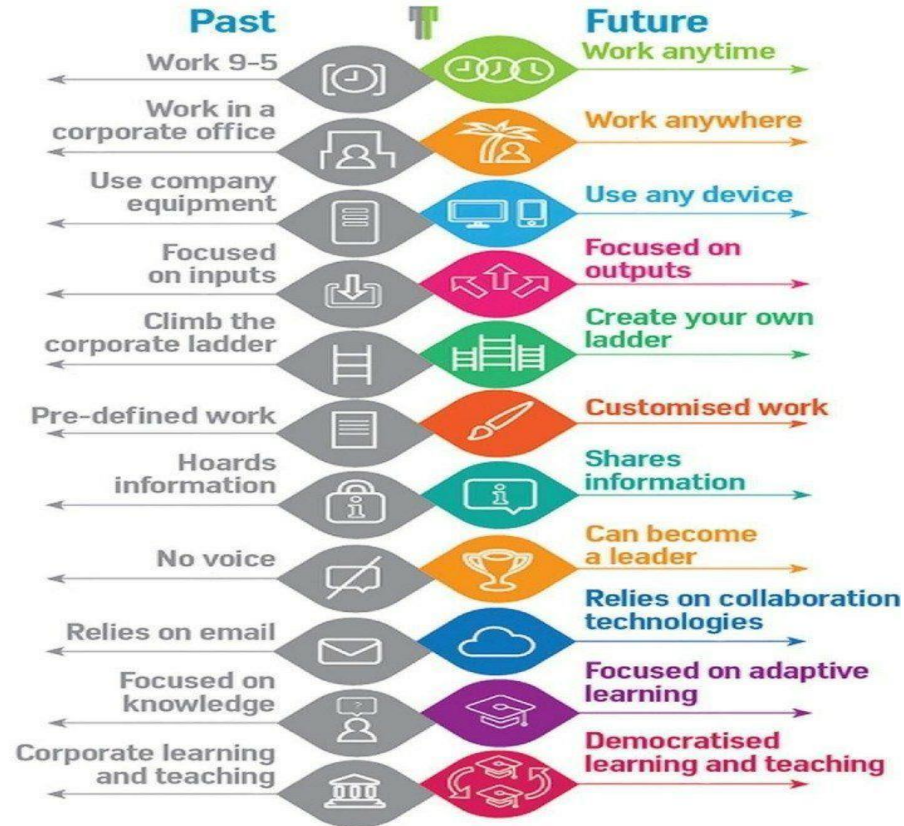 Past
Future
Work 9-5
Work anytime
Work in a
corporate office
Work anywhere
Use company
equipment
Use any device
Focused
on inputs
Focused on
outputs
Climb the
corporate ladder
Create your own
ladder
Pre-defined work
Customised work
Hoards
information
Shares
information
No voice
Can become
a leader
Relies on email
Relies on collaboration
technologies
Focused on
knowledge
Focused on adaptive
learning
Corporate learning
and teaching
Democratised
learning and teaching